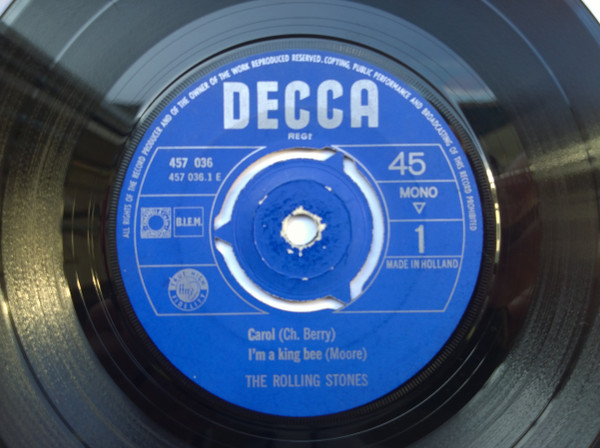 ALL RIGHTS OF THE RECORD PRODUCER AND OF THE OWNER OF THE WORK REPRODUCED RESERVED. COPYING, PUBLIC PERFORMANCE AND BROADCASTING OF THIS RECORD PROHIBITED
DECCA
REGT
457 036
457 036.1 E
45
MONO
B.I.E.M.
1
MADE IN HOLLAND
Carol (Ch. Berry)
I'm a king bee (Moore)
THE ROLLING STONES